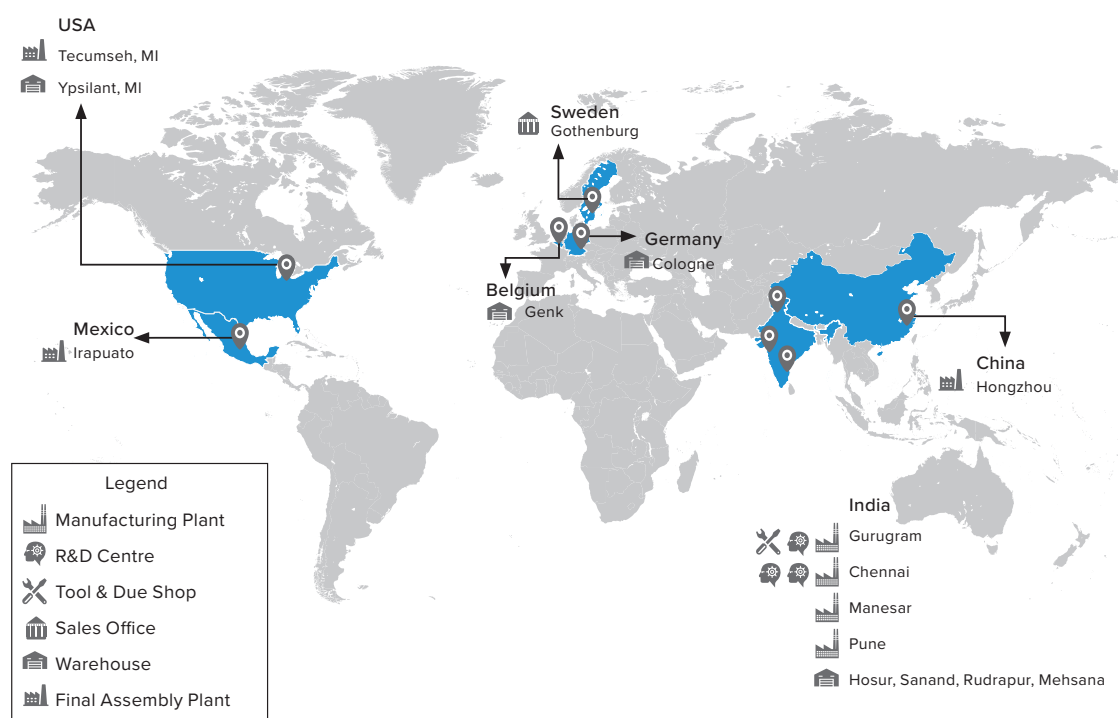 USA
Tecumseh, MI
Ypsilant, MI
Sweden
Gothenburg
Germany
Cologne
Belgium
Genk
Mexico
Irapuato
China
Hongzhou
Legend
Manufacturing Plant
R&D Centre
Tool & Due Shop
Sales Office
Warehouse
Final Assembly Plant
India
Gurugram
Chennai
Manesar
Pune
Hosur, Sanand, Rudrapur, Mehsana